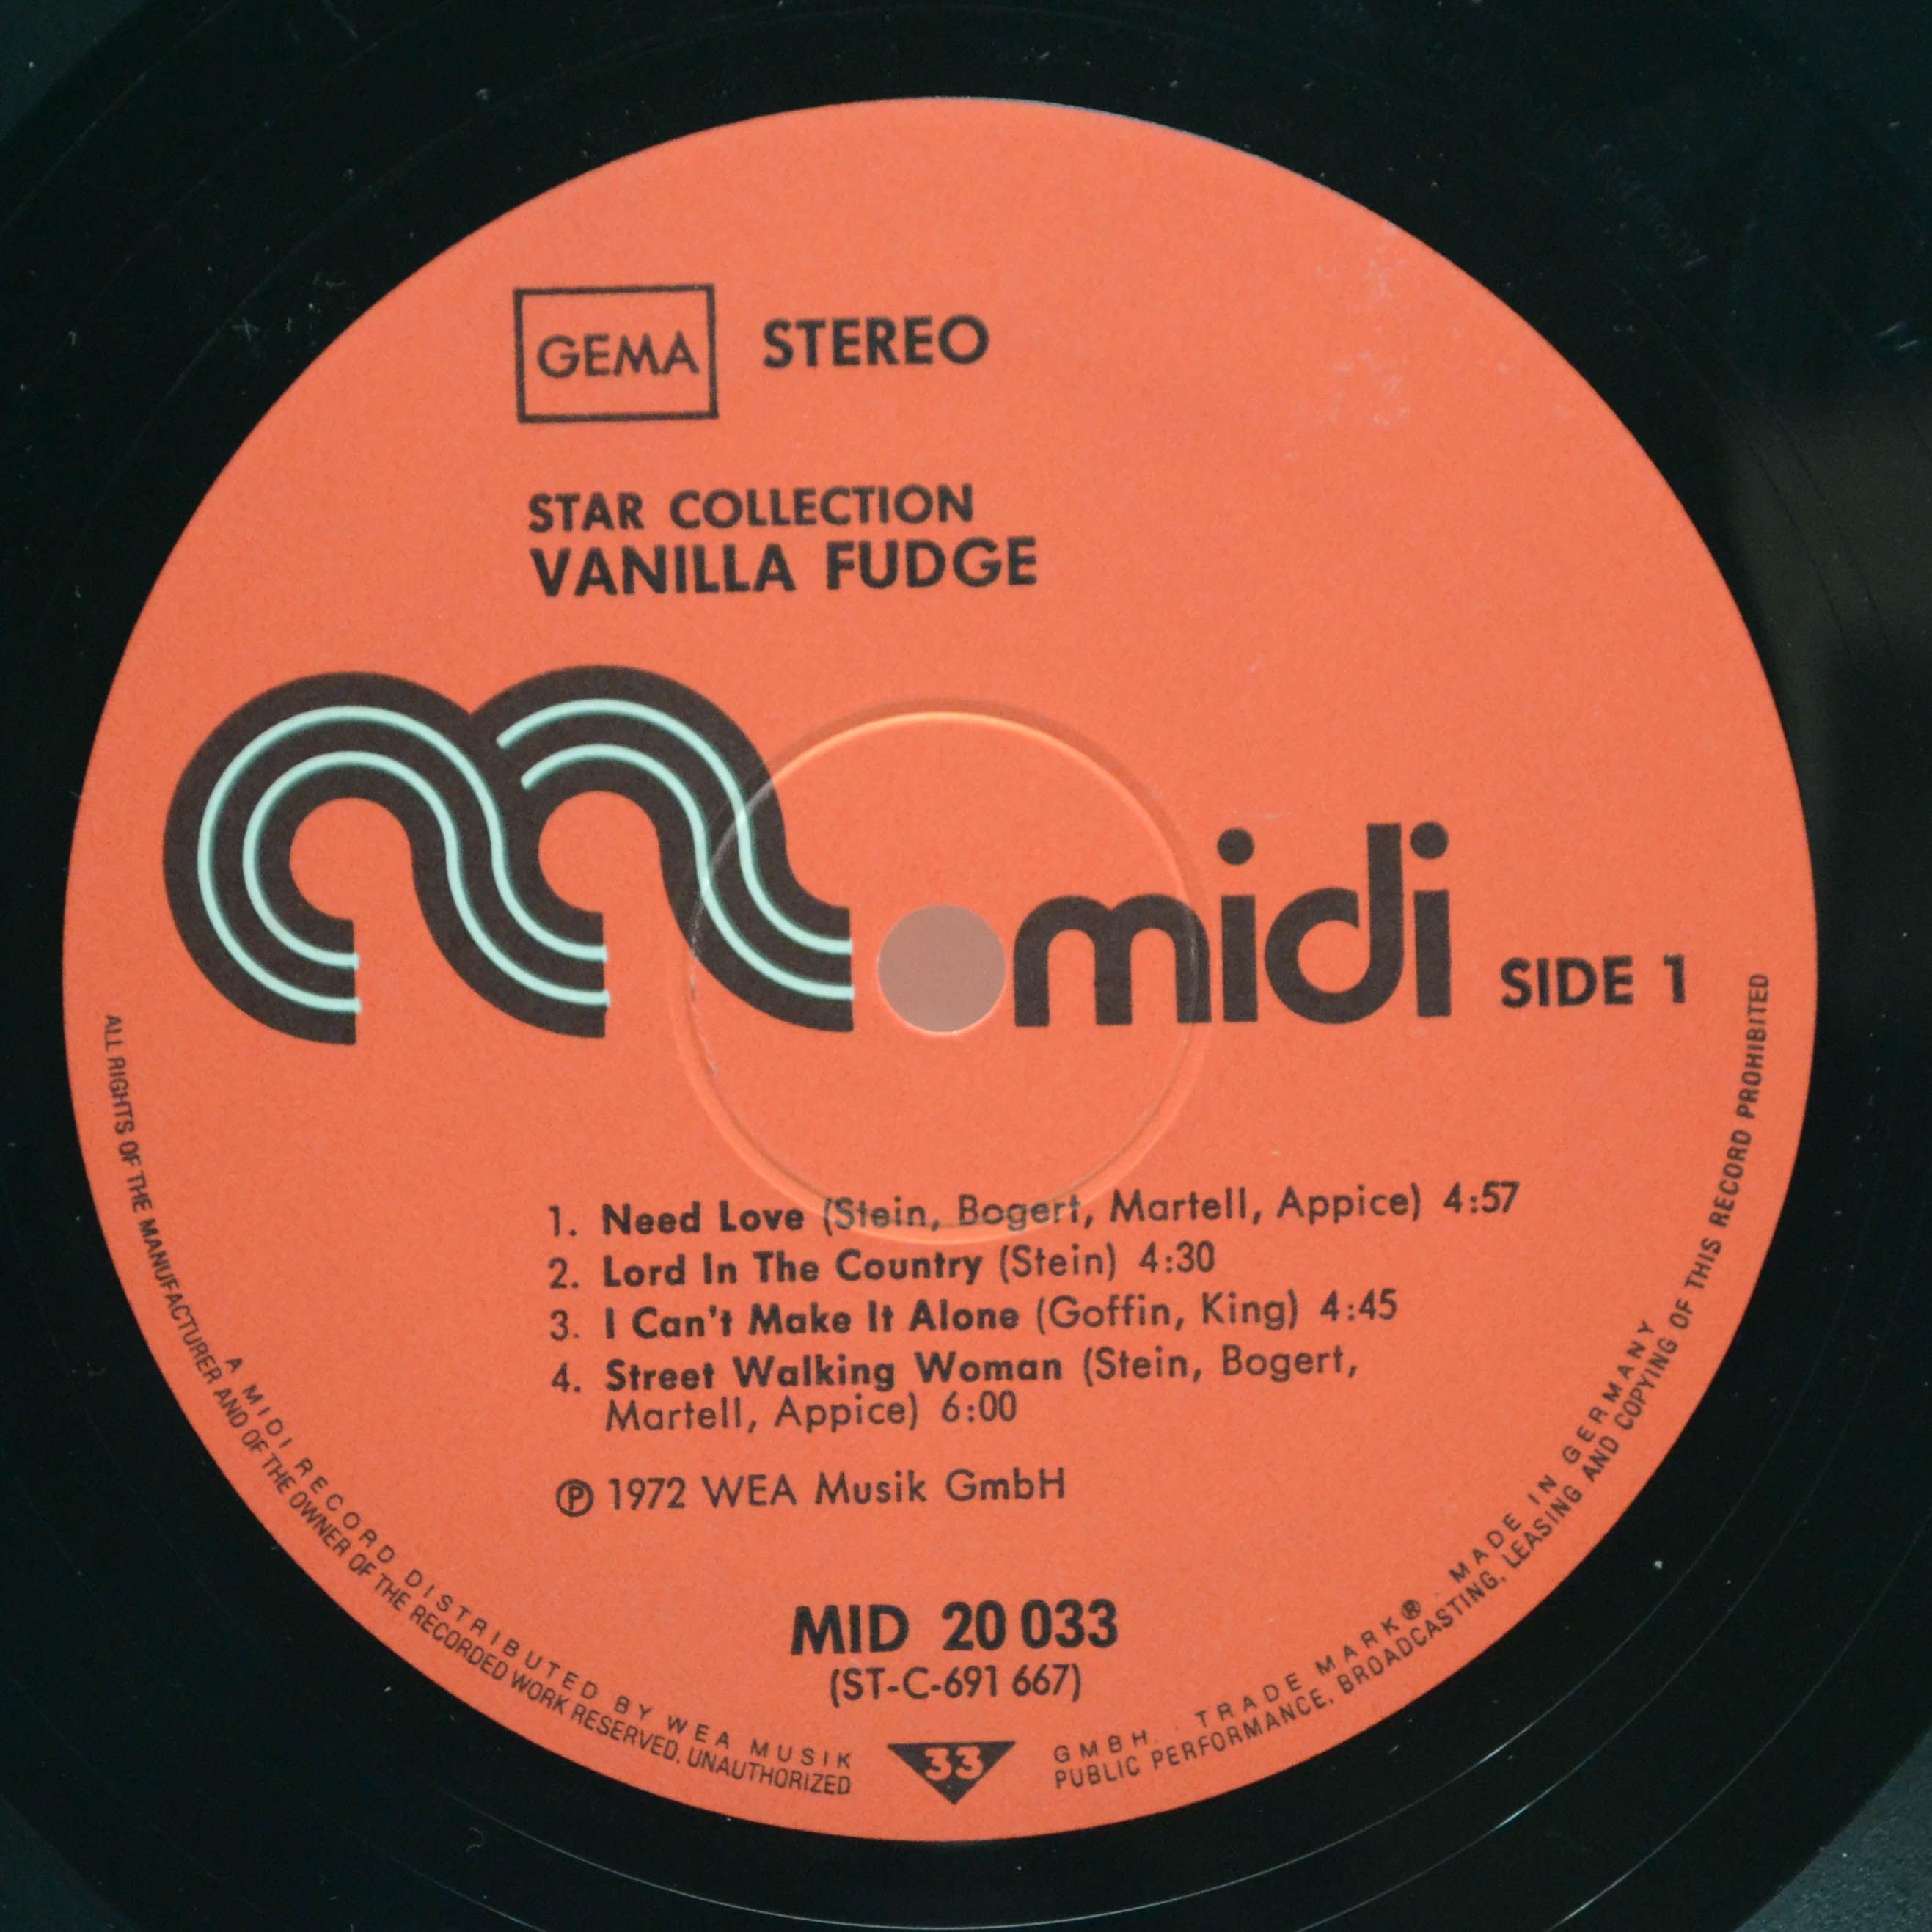 GEMA STEREO
STAR COLLECTION
VANILLA FUDGE
midi SIDE 1
1. Need Love (Stein, Bogert, Martell, Appice) 4:57
2. Lord In The Country (Stein) 4:30
3. I Can't Make It Alone (Goffin, King) 4:45
4. Street Walking Woman (Stein, Bogert,
Martell, Appice) 6:00
℗ 1972 WEA Musik GmbH
MID 20 033
(ST-C-691 667)
33
A MIDI RECORD DISTRIBUTED BY WEA MUSIK GMBH. TRADE MARK® . MADE IN GERMANY
ALL RIGHTS OF THE MANUFACTURER AND OF THE OWNER OF THE RECORDED WORK RESERVED. UNAUTHORIZED PUBLIC PERFORMANCE, BROADCASTING, LEASING AND COPYING OF THIS RECORD PROHIBITED